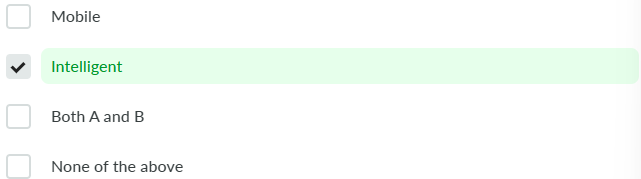 Mobile
Intelligent
Both A and B
None of the above